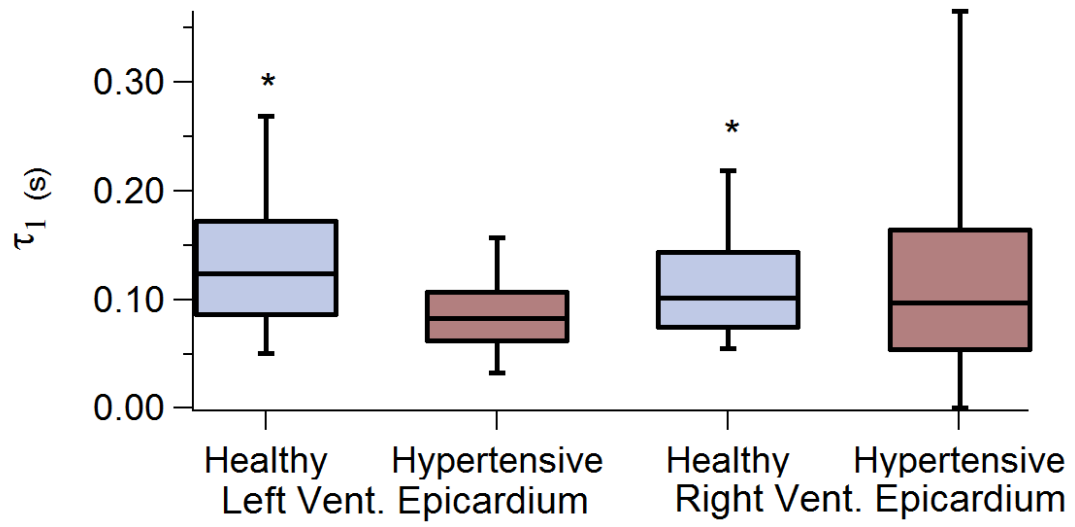 0.30
0.20
0.10
0.00
τ1 (s)
*
*
Healthy Hypertensive Healthy Hypertensive
Left Vent. Epicardium Right Vent. Epicardium